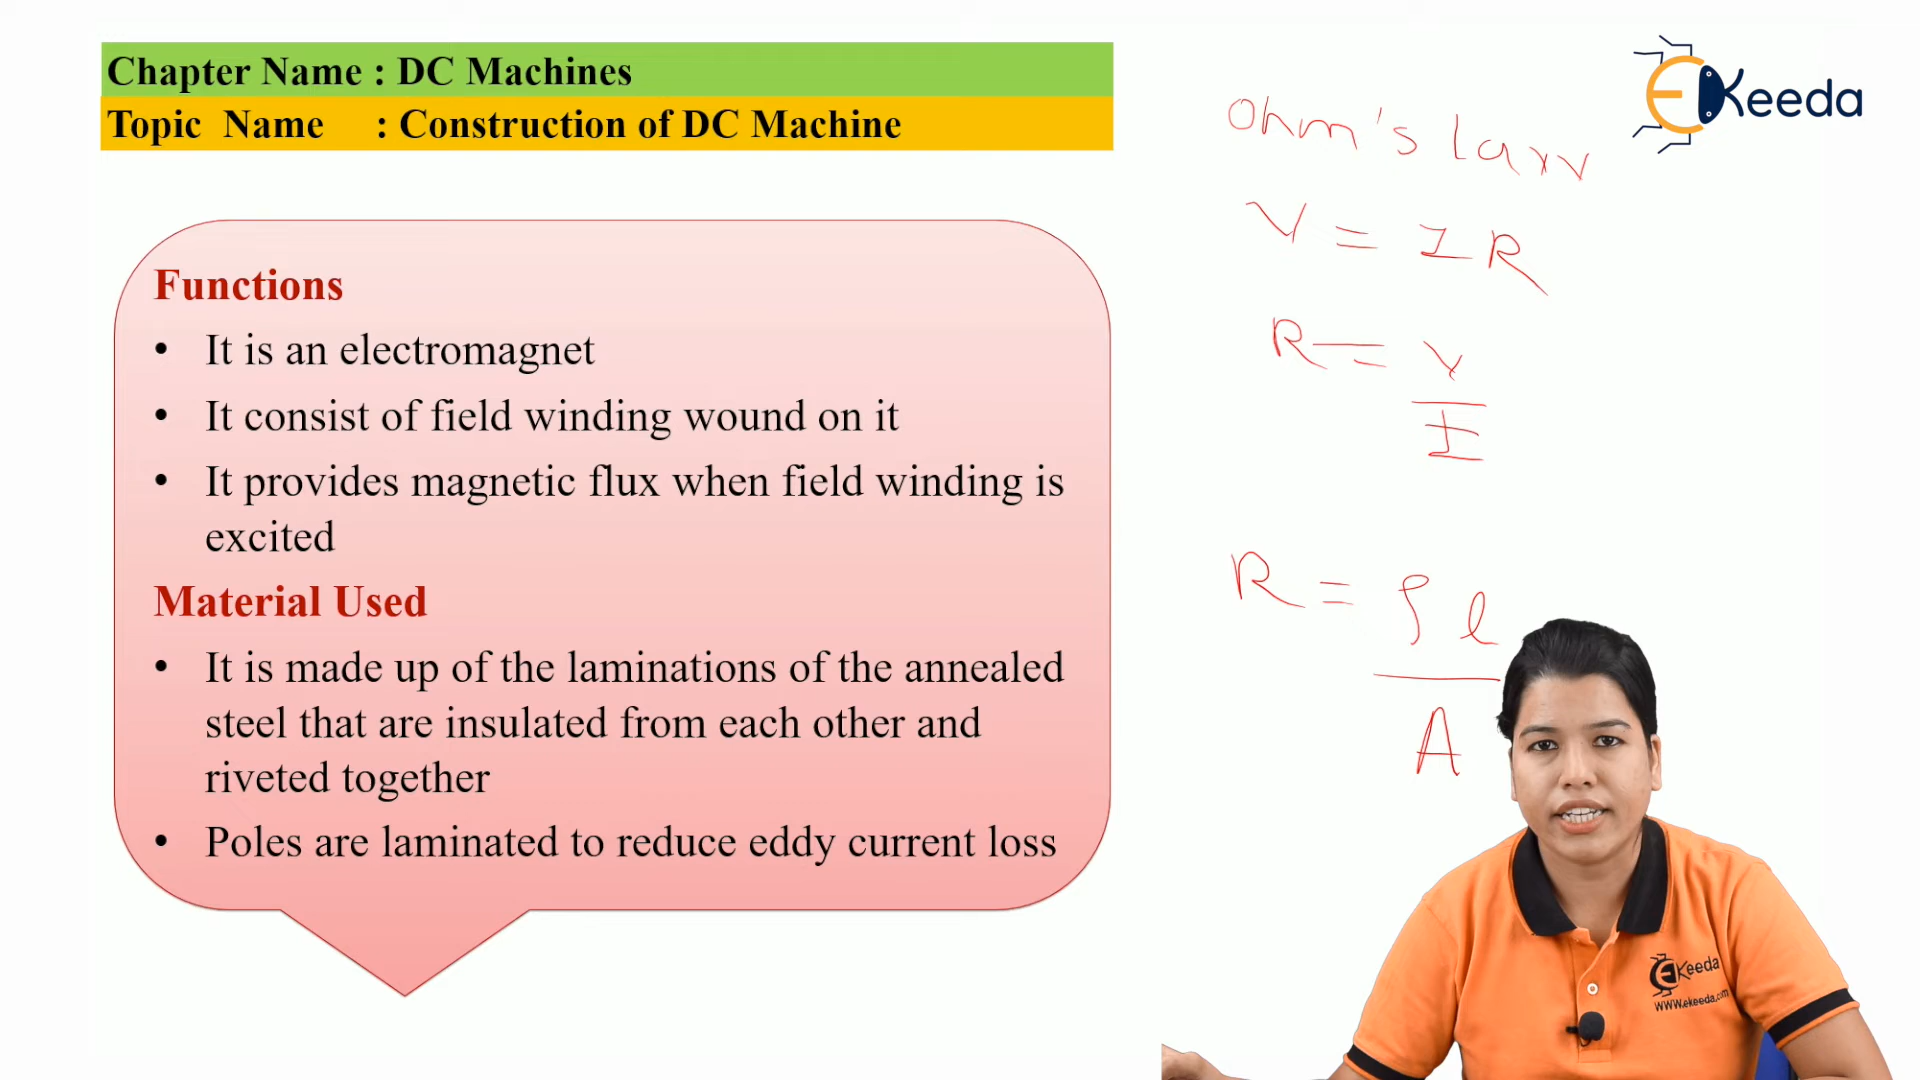 Chapter Name : DC Machines
Topic Name : Construction of DC Machine
Functions
• It is an electromagnet
• It consist of field winding wound on it
• It provides magnetic flux when field winding is
excited
Material Used
• It is made up of the laminations of the annealed
steel that are insulated from each other and
riveted together
• Poles are laminated to reduce eddy current loss
EKeeda
Ohm's law
V = IR
R = V
I
R = ρ l
A
EKeeda
www.ekeeda.com